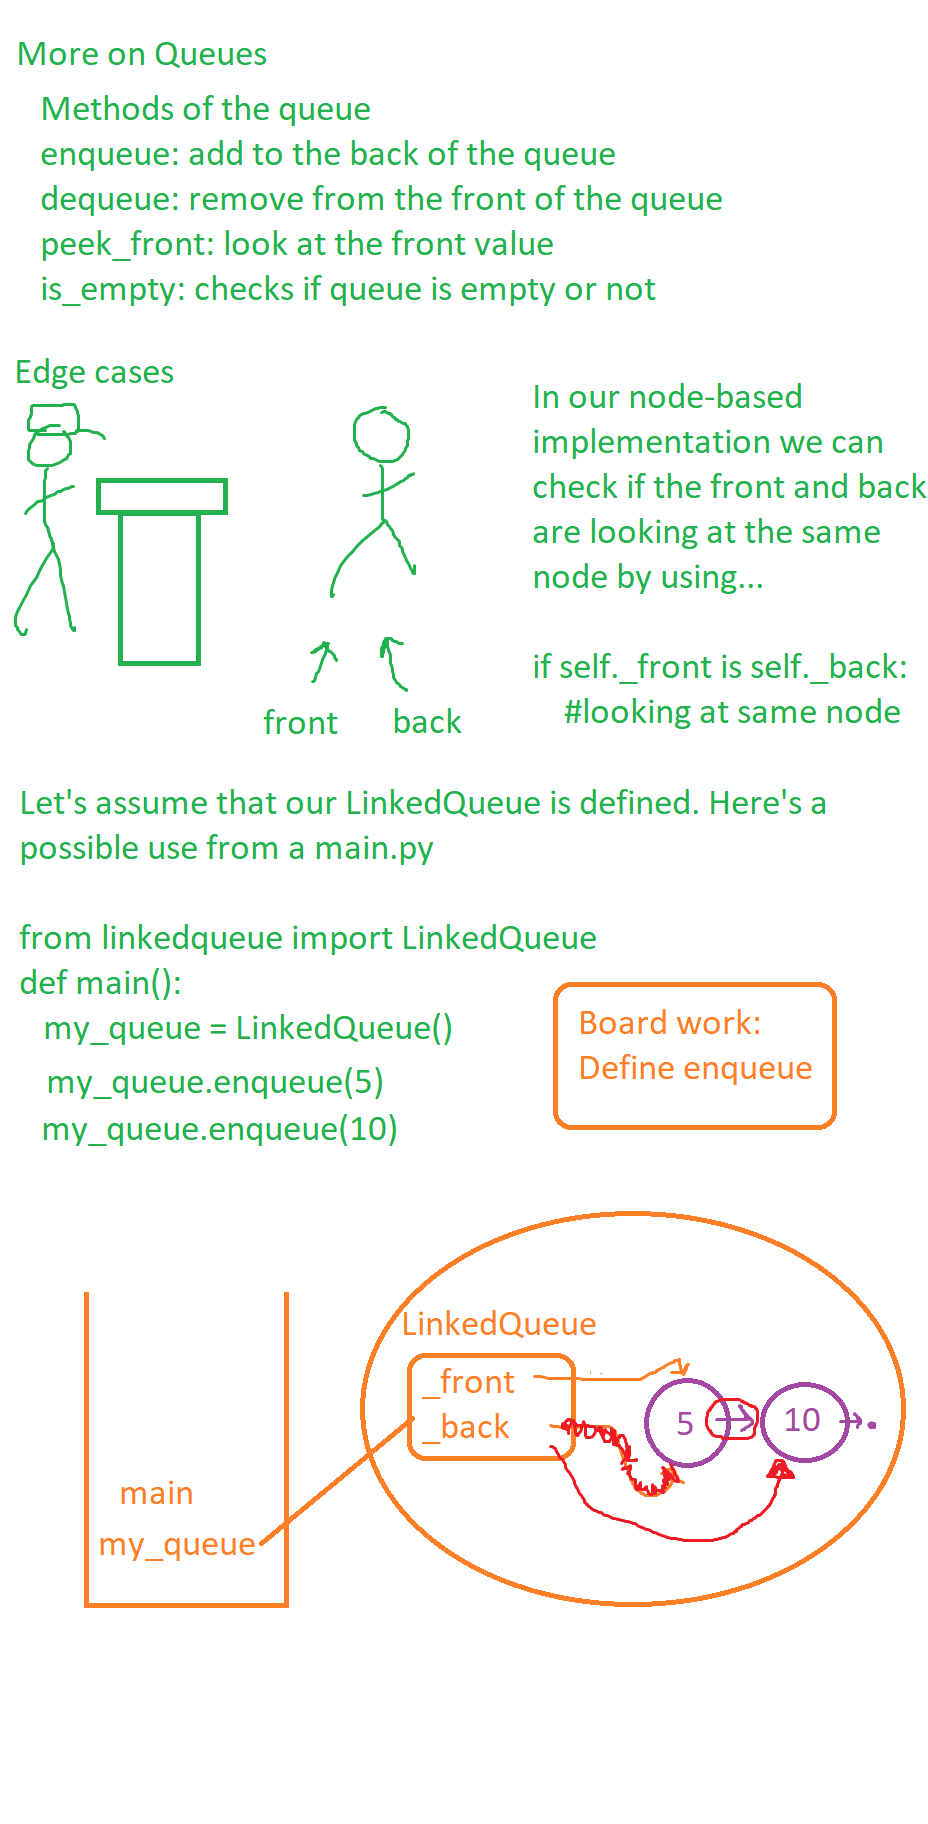 More on Queues
Methods of the queue
enqueue: add to the back of the queue
dequeue: remove from the front of the queue
peek_front: look at the front value
is_empty: checks if queue is empty or not
Edge cases
In our node-based
implementation we can
check if the front and back
are looking at the same
node by using...
if self._front is self._back:
#looking at same node
front
back
Let's assume that our LinkedQueue is defined. Here's a
possible use from a main.py
from linkedqueue import LinkedQueue
def main():
my_queue = LinkedQueue()
my_queue.enqueue(5)
my_queue.enqueue(10)
Board work:
Define enqueue
LinkedQueue
_front
_back
5
10
main
my_queue